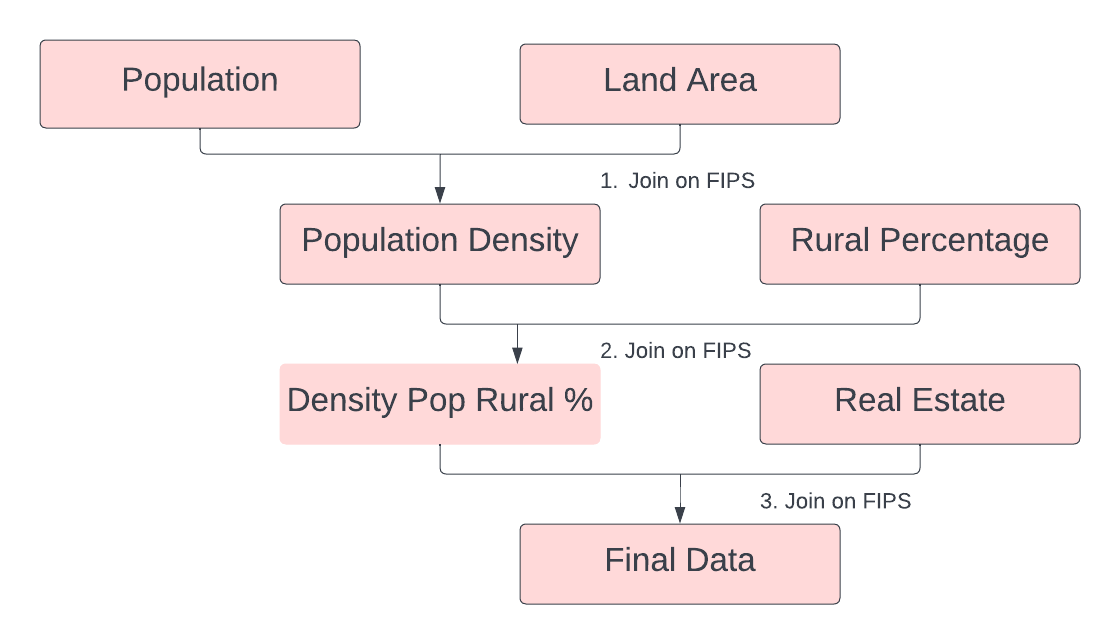 Population
Land Area
1. Join on FIPS
Population Density
Rural Percentage
2. Join on FIPS
Density Pop Rural %
Real Estate
3. Join on FIPS
Final Data